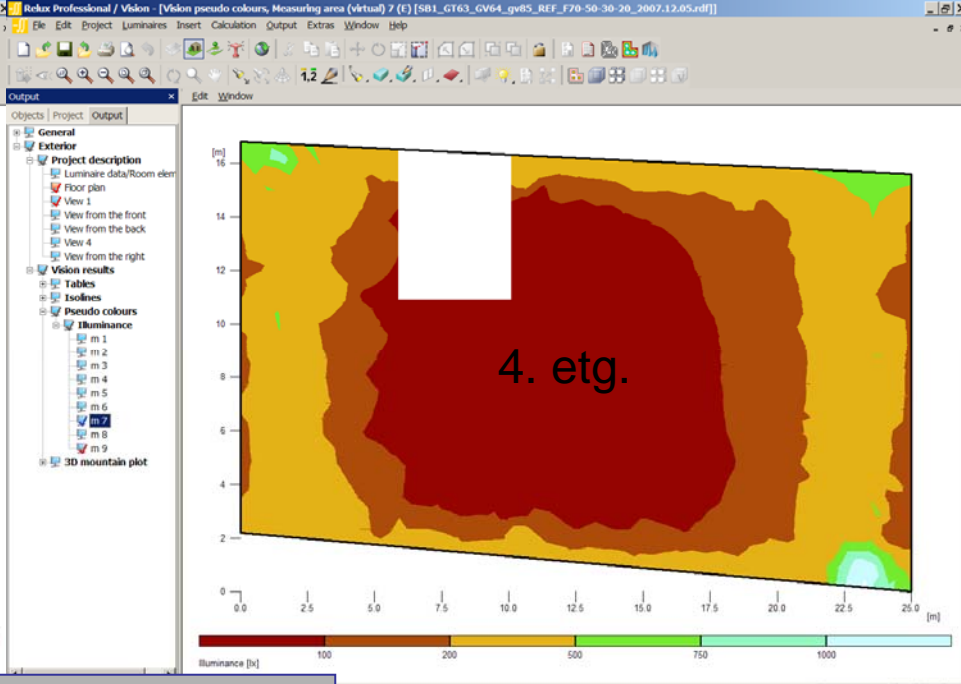 Relux Professional / Vision - [Vision pseudo colours, Measuring area (virtual) 7 (E) [SB1_GT63_GV64_gv85_REF_F70-50-30-20_2007.12.05.rdf]]
File Edit Project Luminaires Insert Calculation Output Extras Window Help
1,2
Output
Edit Window
Objects Project Output
General
Exterior
Project description
Luminaire data/Room elem
Floor plan
View 1
View from the front
View from the back
View 4
View from the right
Vision results
Tables
Isolines
Pseudo colours
Illuminance
m 1
m 2
m 3
m 4
m 5
m 6
m 7
m 8
m 9
3D mountain plot
[m]
16
14
12
10
8
6
4
2
0
4. etg.
0.0 2.5 5.0 7.5 10.0 12.5 15.0 17.5 20.0 22.5 25.0
[m]
100 200 500 750 1000
Illuminance [lx]